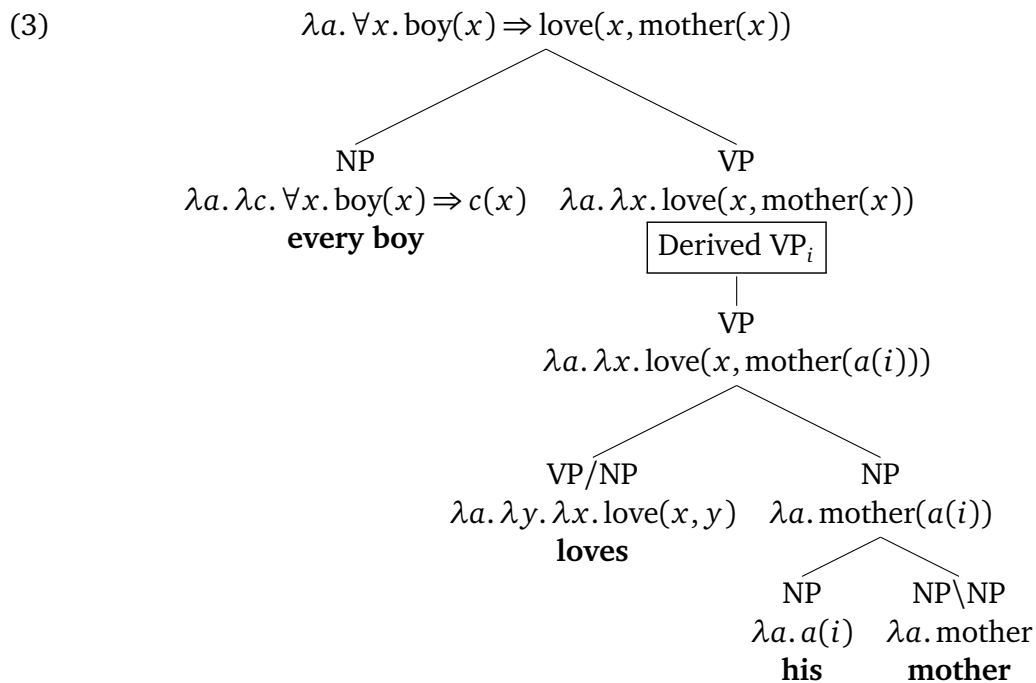 (3) λa. ∀x. boy(x) ⇒ love(x, mother(x))
NP VP
λa. λc. ∀x. boy(x) ⇒ c(x) λa. λx. love(x, mother(x))
every boy Derived VPᵢ
VP
λa. λx. love(x, mother(a(i)))
VP/NP NP
λa. λy. λx. love(x, y) λa. mother(a(i))
loves
NP NP\NP
λa. a(i) λa. mother
his mother